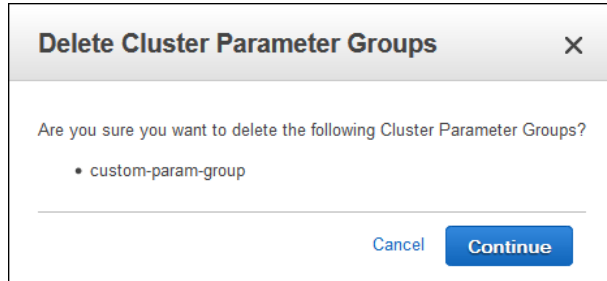 Delete Cluster Parameter Groups
Are you sure you want to delete the following Cluster Parameter Groups?
• custom-param-group
Cancel Continue